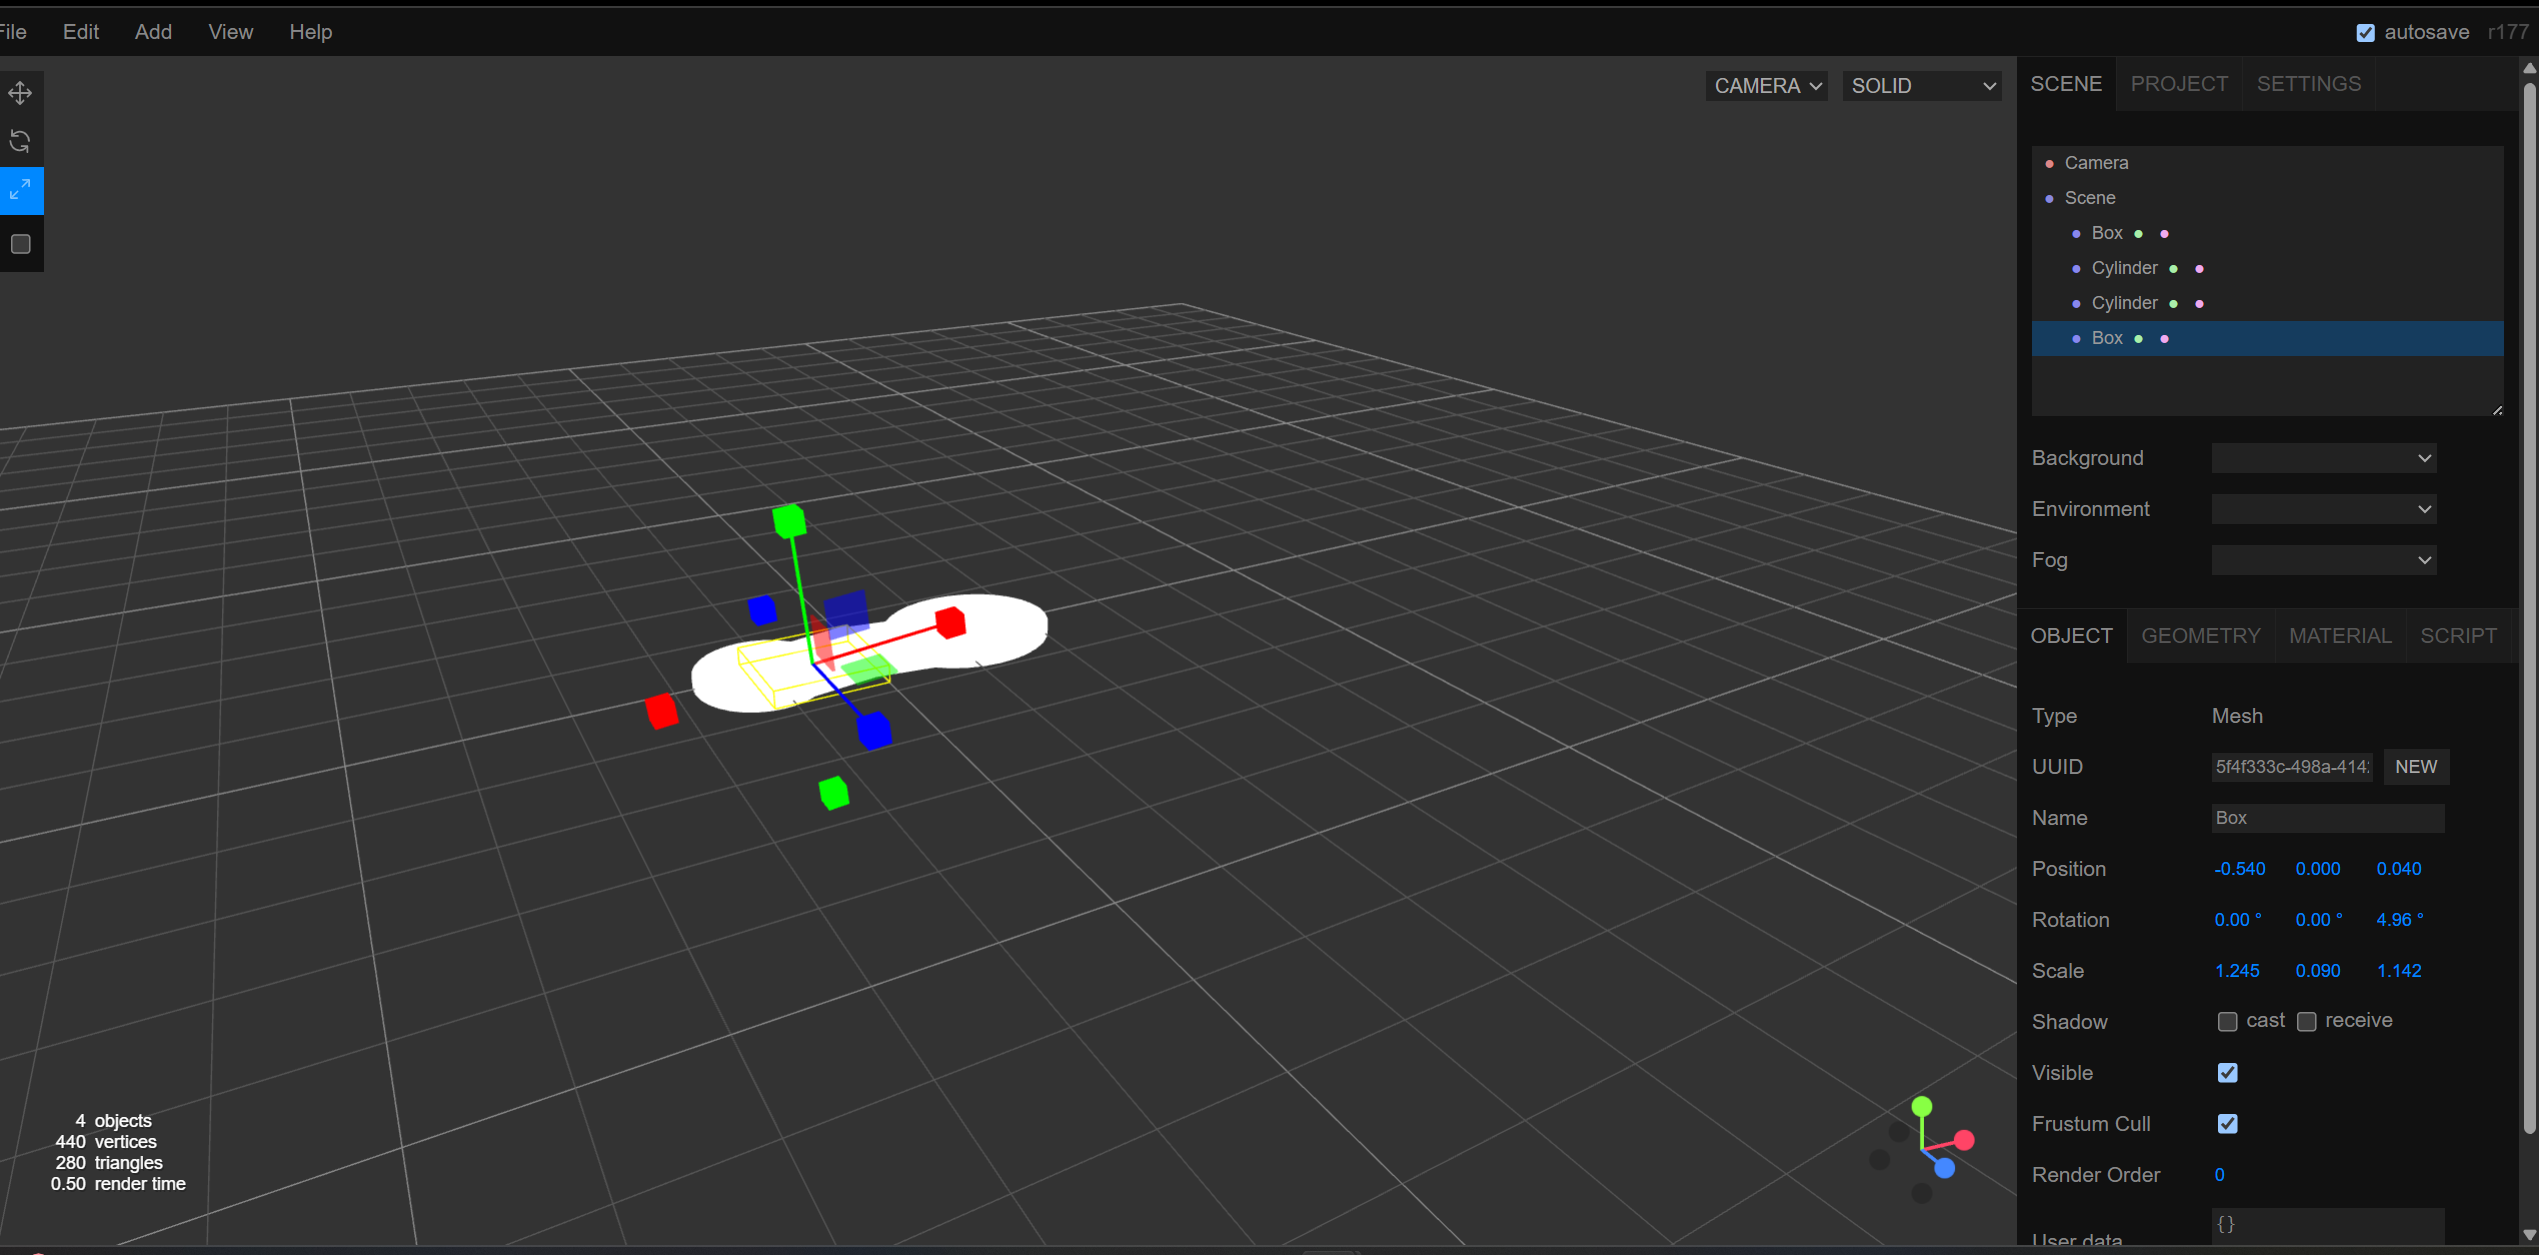 File Edit Add View Help
autosave r177
CAMERA SOLID
SCENE PROJECT SETTINGS
Camera
Scene
Box
Cylinder
Cylinder
Box
Background
Environment
Fog
OBJECT GEOMETRY MATERIAL SCRIPT
Type Mesh
UUID 5f4f333c-498a-414 NEW
Name Box
Position -0.540 0.000 0.040
Rotation 0.00 ° 0.00 ° 4.96 °
Scale 1.245 0.090 1.142
Shadow cast receive
Visible
Frustum Cull
Render Order 0
User data {}
4 objects
440 vertices
280 triangles
0.50 render time